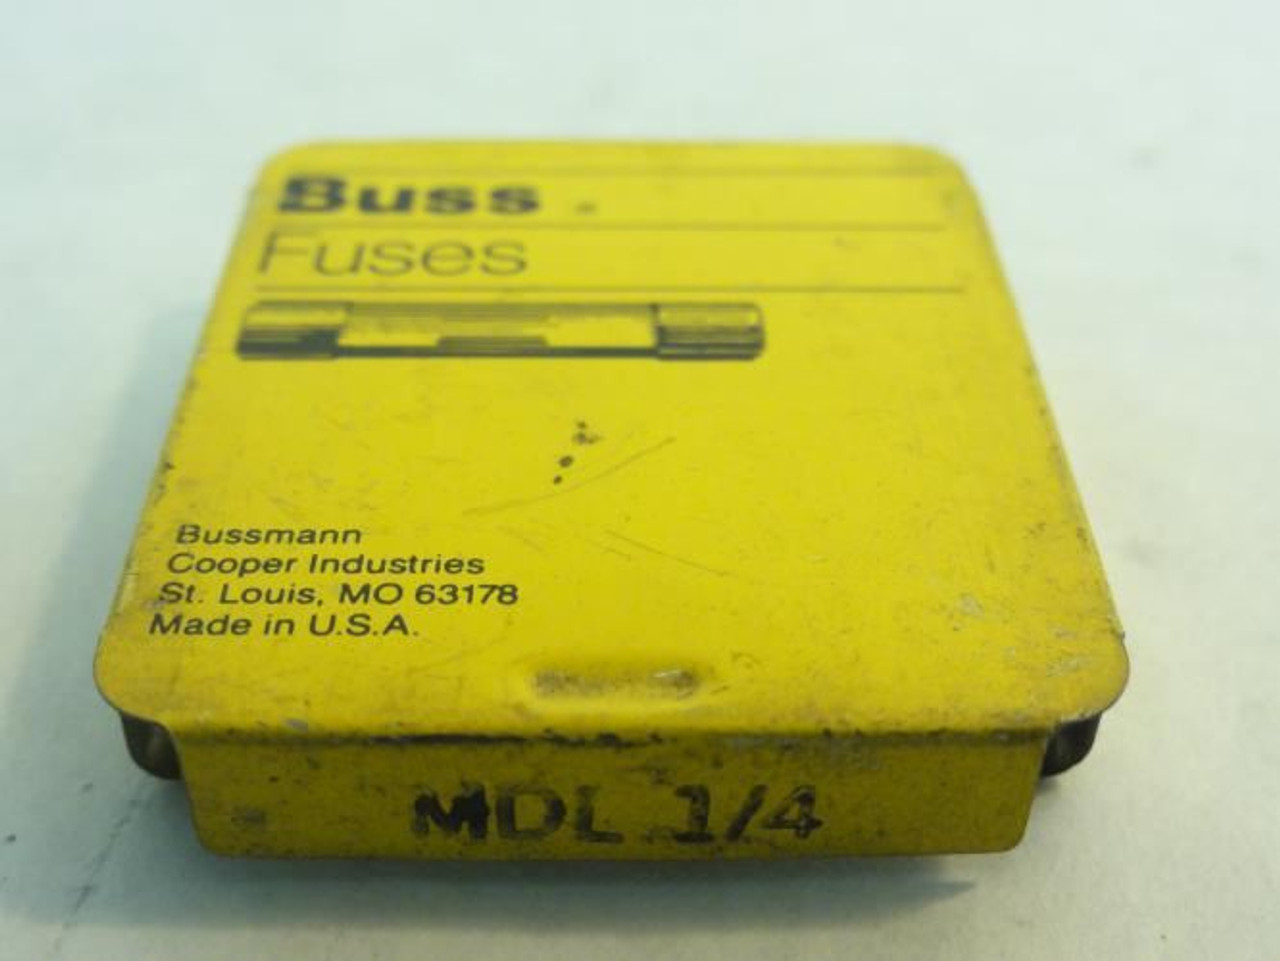 Buss
Fuses
Bussmann
Cooper Industries
St. Louis, MO 63178
Made in U.S.A.
MDL 1/4